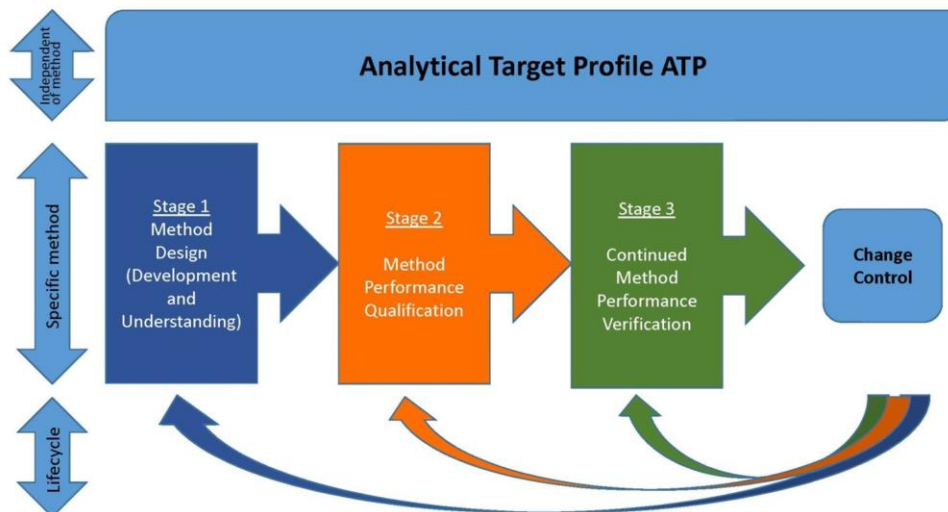 Independent
of method
Analytical Target Profile ATP
Specific method
Stage 1
Method
Design
(Development
and
Understanding)
Stage 2
Method
Performance
Qualification
Stage 3
Continued
Method
Performance
Verification
Change
Control
Lifecycle